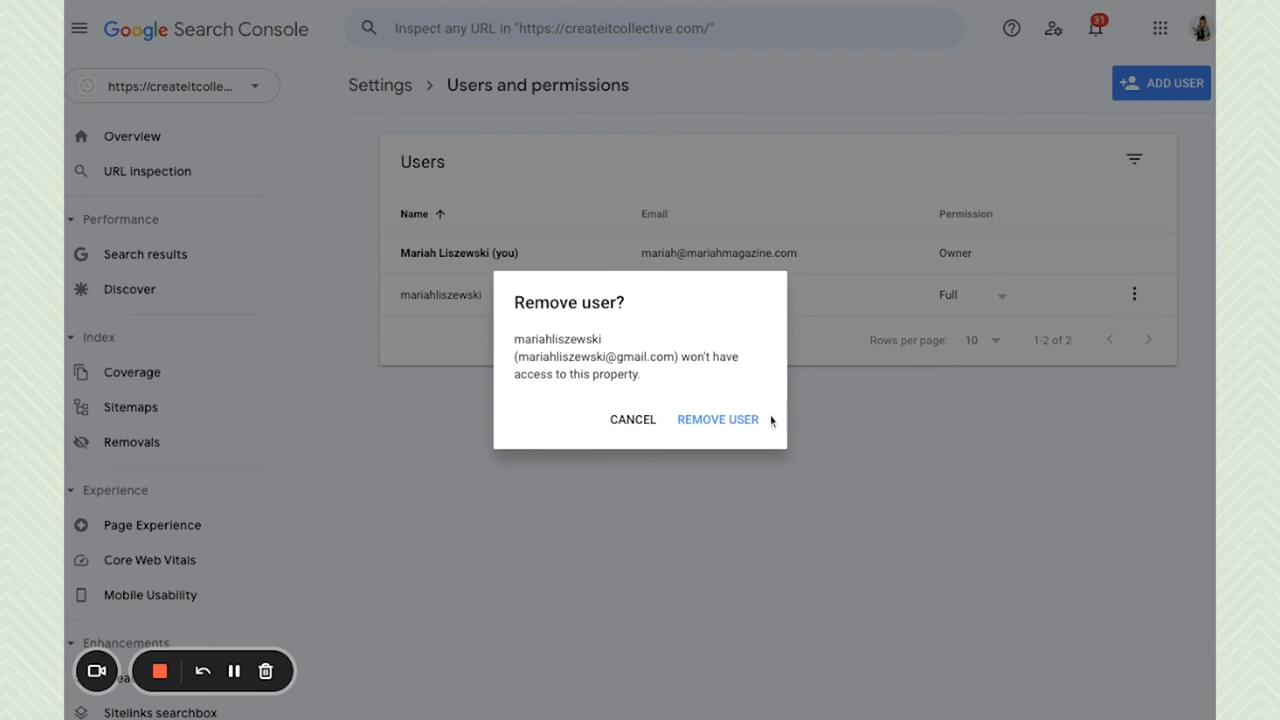 Google Search Console
Inspect any URL in "https://createitcollective.com/"
31
https://createitcolle...
Settings > Users and permissions
ADD USER
Overview
URL inspection
Performance
Search results
Discover
Index
Coverage
Sitemaps
Removals
Experience
Page Experience
Core Web Vitals
Mobile Usability
Enhancements
Sitelinks searchbox
Users
Name Email Permission
Mariah Liszewski (you) mariah@mariahmagazine.com Owner
mariahliszewski Full
Rows per page: 10 1-2 of 2
Remove user?
mariahliszewski
(mariahliszewski@gmail.com) won't have
access to this property.
CANCEL REMOVE USER